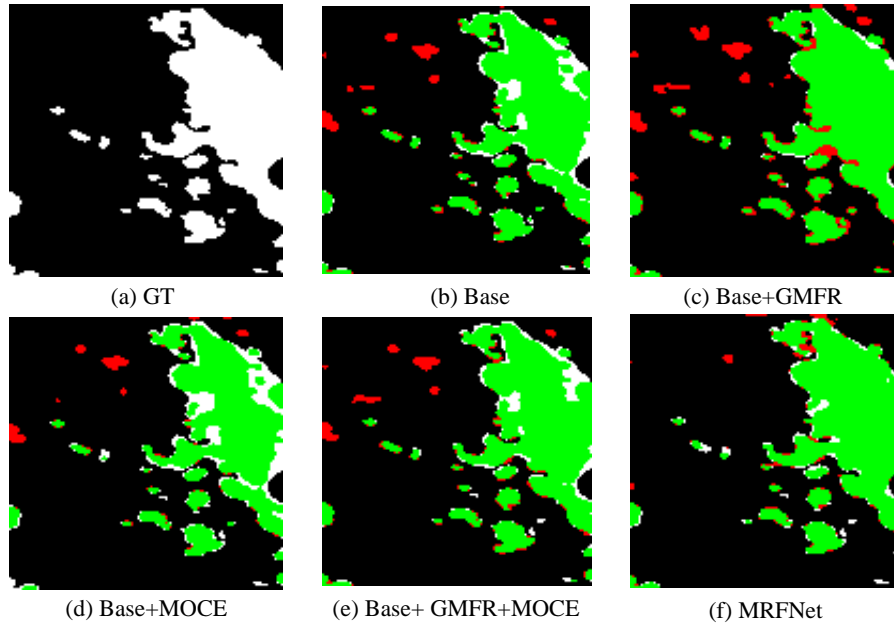 (a) GT
(b) Base
(c) Base+GMFR
(d) Base+MOCE
(e) Base+ GMFR+MOCE
(f) MRFNet